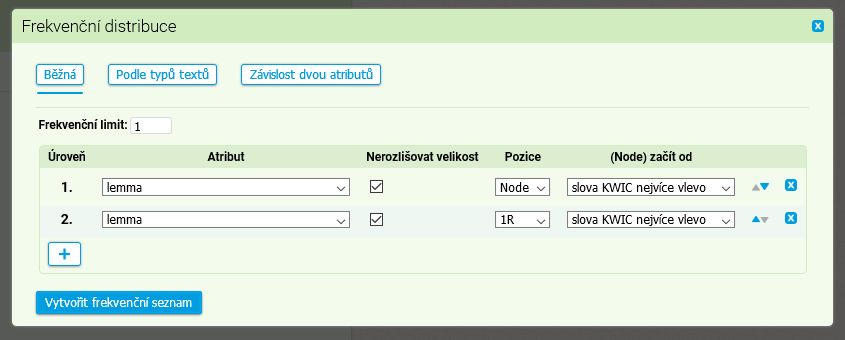 Frekvenční distribuce
Běžná Podle typů textů Závislost dvou atributů
Frekvenční limit: 1
Úroveň Atribut Nerozlišovat velikost Pozice (Node) začít od
1. lemma Node slova KWIC nejvíce vlevo
2. lemma 1R slova KWIC nejvíce vlevo
+
Vytvořit frekvenční seznam